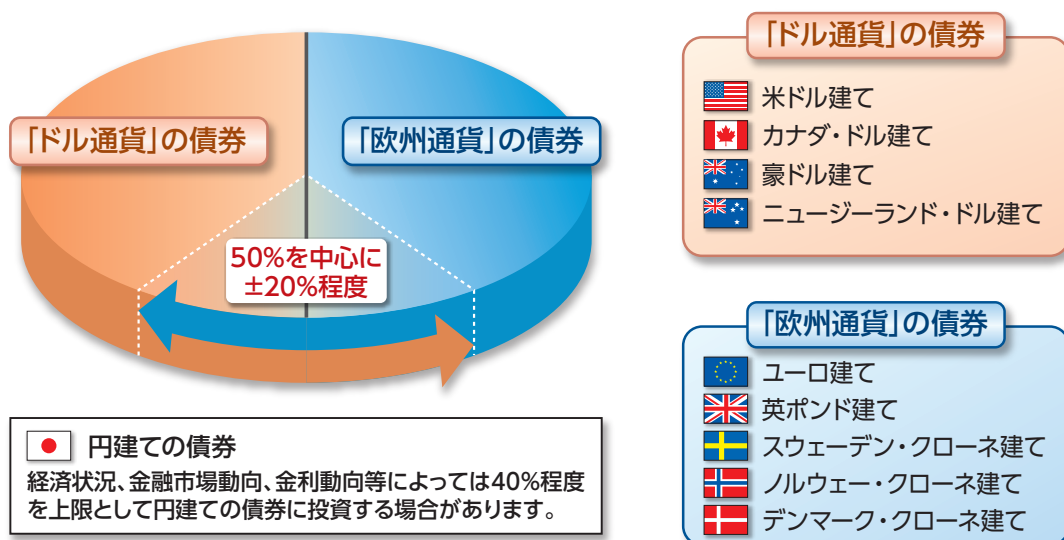 「ドル通貨」の債券
「欧州通貨」の債券
50%を中心に
±20%程度
円建ての債券
経済状況、金融市場動向、金利動向等によっては40%程度
を上限として円建ての債券に投資する場合があります。
「ドル通貨」の債券
米ドル建て
カナダ・ドル建て
豪ドル建て
ニュージーランド・ドル建て
「欧州通貨」の債券
ユーロ建て
英ポンド建て
スウェーデン・クローネ建て
ノルウェー・クローネ建て
デンマーク・クローネ建て